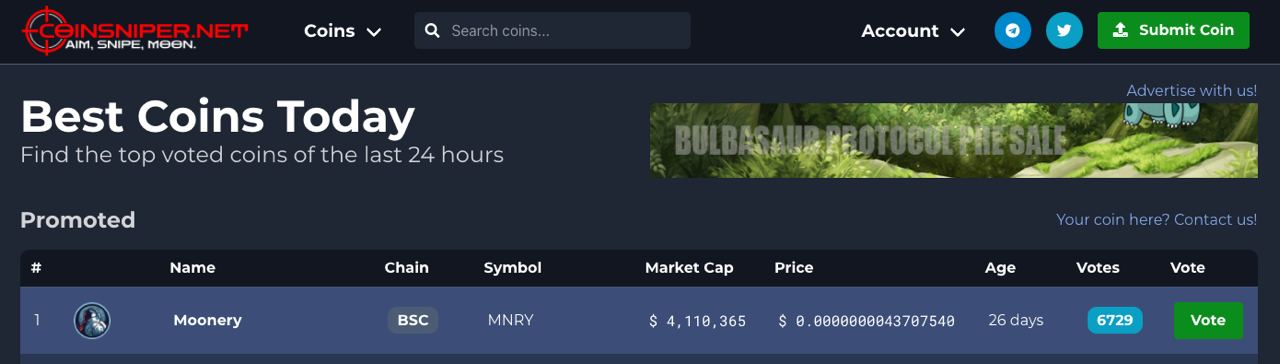 COINSNIPER.NET
AIM, SNIPE, MOON.
Coins
Search coins...
Account
Submit Coin
Advertise with us!
Best Coins Today
BULBASAUR PROTOCOL PRE SALE
Find the top voted coins of the last 24 hours
Promoted
Your coin here? Contact us!
# Name Chain Symbol Market Cap Price Age Votes Vote
1 Moonery BSC MNRY $ 4,110,365 $ 0.0000000043707540 26 days 6729 Vote